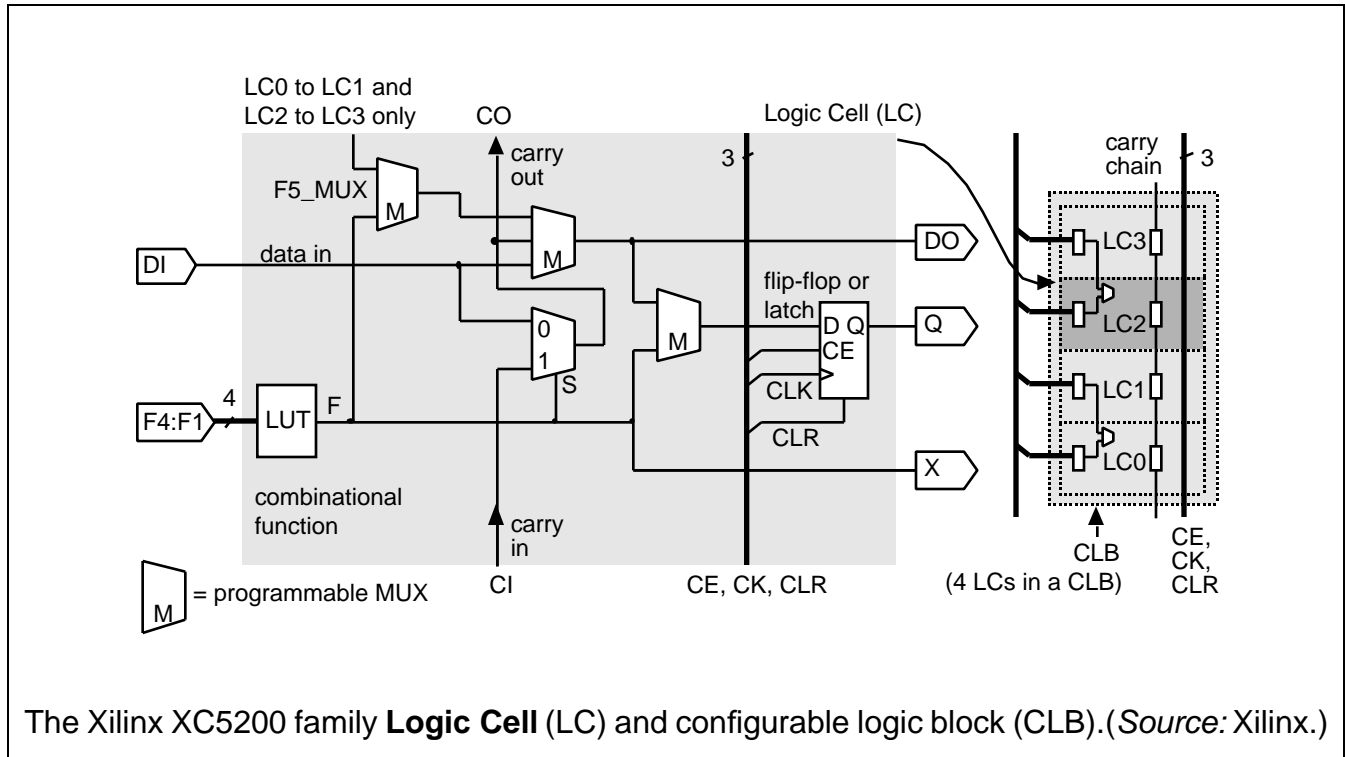 LC0 to LC1 and
LC2 to LC3 only
CO
carry
out
Logic Cell (LC)
3
carry
chain
3
F5_MUX
M
M
DI
data in
DO
LC3
flip-flop or
latch
0
1
S
M
D Q
CE
CLK
CLR
Q
LC2
F4:F1
4
LUT
F
LC1
X
LC0
combinational
function
carry
in
CI
CE, CK, CLR
CLB
(4 LCs in a CLB)
CE,
CK,
CLR
M
= programmable MUX
The Xilinx XC5200 family Logic Cell (LC) and configurable logic block (CLB).(Source: Xilinx.)